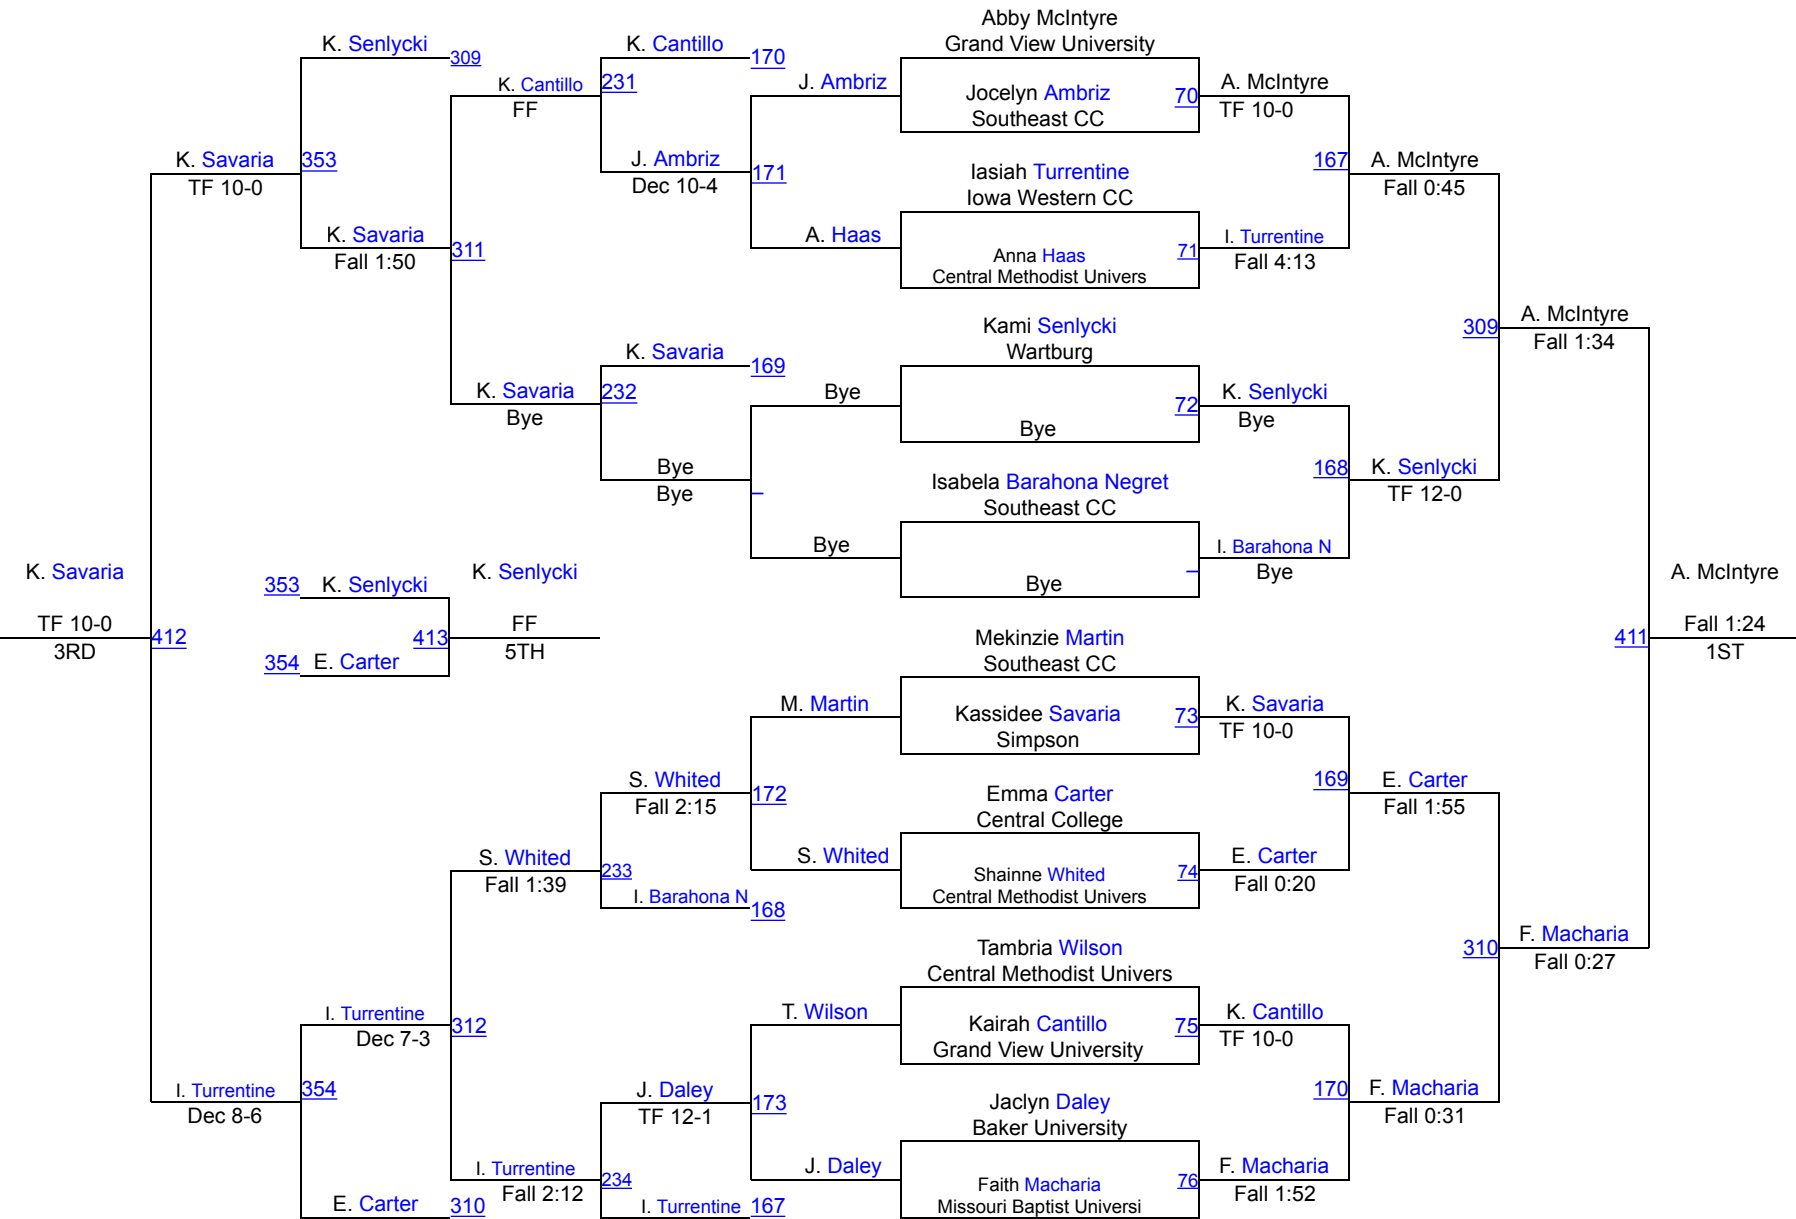 Abby McIntyre
Grand View University
K. Senlycki
309
K. Cantillo
170
K. Cantillo
231
FF
J. Ambriz
Jocelyn Ambriz
70
Southeast CC
A. McIntyre
TF 10-0
K. Savaria
353
TF 10-0
J. Ambriz
171
Dec 10-4
Iasiah Turrentine
Iowa Western CC
167
A. McIntyre
Fall 0:45
K. Savaria
311
Fall 1:50
A. Haas
Anna Haas
71
Central Methodist Univers
I. Turrentine
Fall 4:13
Kami Senlycki
Wartburg
309
A. McIntyre
Fall 1:34
K. Savaria
169
K. Savaria
232
Bye
Bye
72
Bye
K. Senlycki
Bye
Bye
Bye
–
Isabela Barahona Negret
Southeast CC
168
K. Senlycki
TF 12-0
Bye
–
Bye
I. Barahona N
Bye
K. Savaria
TF 10-0
3RD
412
353
K. Senlycki
354
E. Carter
413
K. Senlycki
FF
5TH
A. McIntyre
411
Fall 1:24
1ST
Mekinzie Martin
Southeast CC
M. Martin
Kassidee Savaria
73
Simpson
K. Savaria
TF 10-0
S. Whited
172
Fall 2:15
Emma Carter
Central College
169
E. Carter
Fall 1:55
S. Whited
233
Fall 1:39
S. Whited
Shainne Whited
74
Central Methodist Univers
E. Carter
Fall 0:20
I. Barahona N
168
Tambria Wilson
Central Methodist Univers
310
F. Macharia
Fall 0:27
I. Turrentine
312
Dec 7-3
T. Wilson
Kairah Cantillo
75
Grand View University
K. Cantillo
TF 10-0
I. Turrentine
354
Dec 8-6
J. Daley
173
TF 12-1
Jaclyn Daley
Baker University
170
F. Macharia
Fall 0:31
I. Turrentine
234
Fall 2:12
J. Daley
Faith Macharia
76
Missouri Baptist Universi
F. Macharia
Fall 1:52
E. Carter
310
I. Turrentine
167